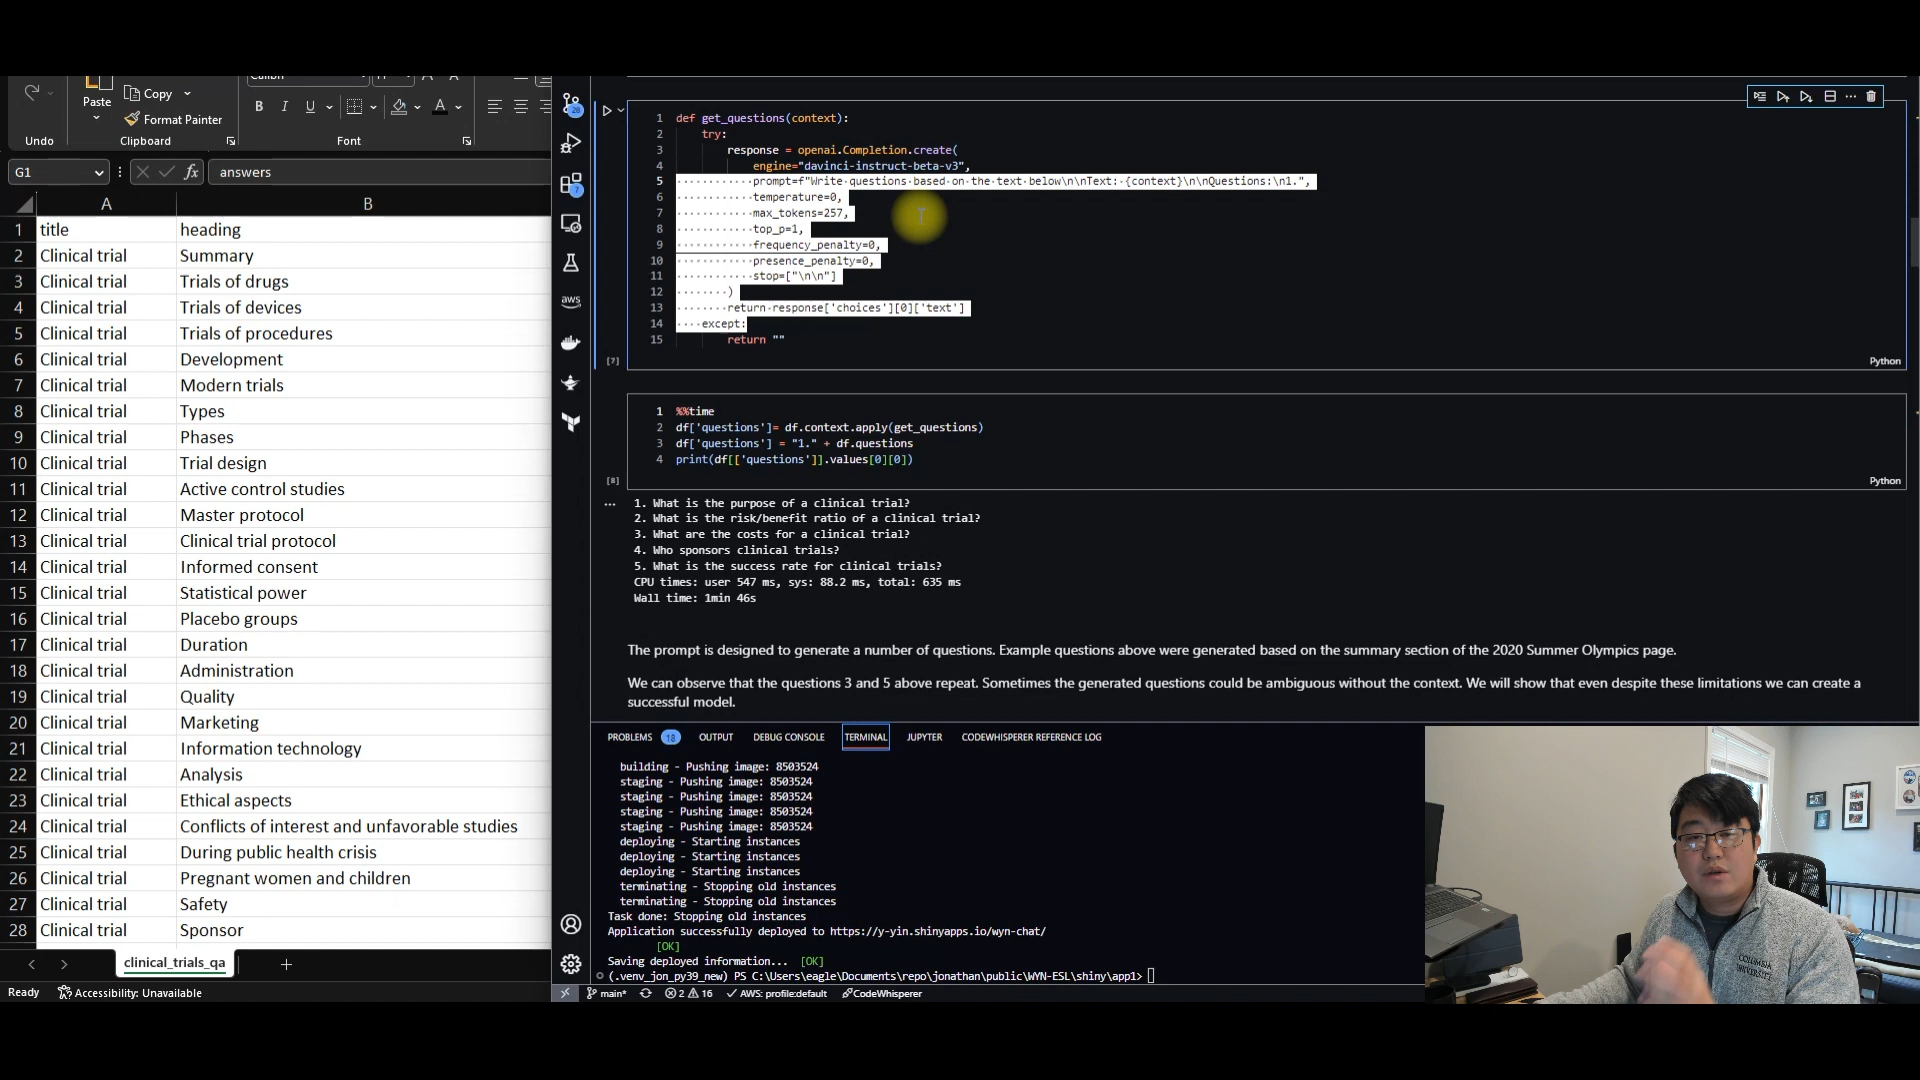 Undo
Paste
Copy
Format Painter
Clipboard
B I U
A
Font
G1
fx
answers
A B
1 title heading
2 Clinical trial Summary
3 Clinical trial Trials of drugs
4 Clinical trial Trials of devices
5 Clinical trial Trials of procedures
6 Clinical trial Development
7 Clinical trial Modern trials
8 Clinical trial Types
9 Clinical trial Phases
10 Clinical trial Trial design
11 Clinical trial Active control studies
12 Clinical trial Master protocol
13 Clinical trial Clinical trial protocol
14 Clinical trial Informed consent
15 Clinical trial Statistical power
16 Clinical trial Placebo groups
17 Clinical trial Duration
18 Clinical trial Administration
19 Clinical trial Quality
20 Clinical trial Marketing
21 Clinical trial Information technology
22 Clinical trial Analysis
23 Clinical trial Ethical aspects
24 Clinical trial Conflicts of interest and unfavorable studies
25 Clinical trial During public health crisis
26 Clinical trial Pregnant women and children
27 Clinical trial Safety
28 Clinical trial Sponsor
clinical_trials_qa
Ready Accessibility: Unavailable
28
7
aws
1 def get_questions(context):
2 try:
3 response = openai.Completion.create(
4 engine="davinci-instruct-beta-v3",
5 prompt=f"Write questions based on the text below\n\nText: {context}\n\nQuestions:\n1.",
6 temperature=0,
7 max_tokens=257,
8 top_p=1,
9 frequency_penalty=0,
10 presence_penalty=0,
11 stop=["\n\n"]
12 )
13 return response['choices'][0]['text']
14 except:
15 return ""
[7] Python
1 %%time
2 df['questions']= df.context.apply(get_questions)
3 df['questions'] = "1." + df.questions
4 print(df[['questions']].values[0][0])
[8] Python
1. What is the purpose of a clinical trial?
2. What is the risk/benefit ratio of a clinical trial?
3. What are the costs for a clinical trial?
4. Who sponsors clinical trials?
5. What is the success rate for clinical trials?
CPU times: user 547 ms, sys: 88.2 ms, total: 635 ms
Wall time: 1min 46s
The prompt is designed to generate a number of questions. Example questions above were generated based on the summary section of the 2020 Summer Olympics page.
We can observe that the questions 3 and 5 above repeat. Sometimes the generated questions could be ambiguous without the context. We will show that even despite these limitations we can create a
successful model.
PROBLEMS 18 OUTPUT DEBUG CONSOLE TERMINAL JUPYTER CODEWHISPERER REFERENCE LOG
building - Pushing image: 8503524
staging - Pushing image: 8503524
staging - Pushing image: 8503524
staging - Pushing image: 8503524
staging - Pushing image: 8503524
deploying - Starting instances
deploying - Starting instances
deploying - Starting instances
terminating - Stopping old instances
terminating - Stopping old instances
Task done: Stopping old instances
Application successfully deployed to https://y-yin.shinyapps.io/wyn-chat/
[OK]
Saving deployed information... [OK]
(.venv_jon_py39_new) PS C:\Users\eagle\Documents\repo\jonathan\public\WYN-ESL\shiny\app1>
main* 2 16 AWS: profile:default CodeWhisperer
COLUMBIA
UNIVERSITY